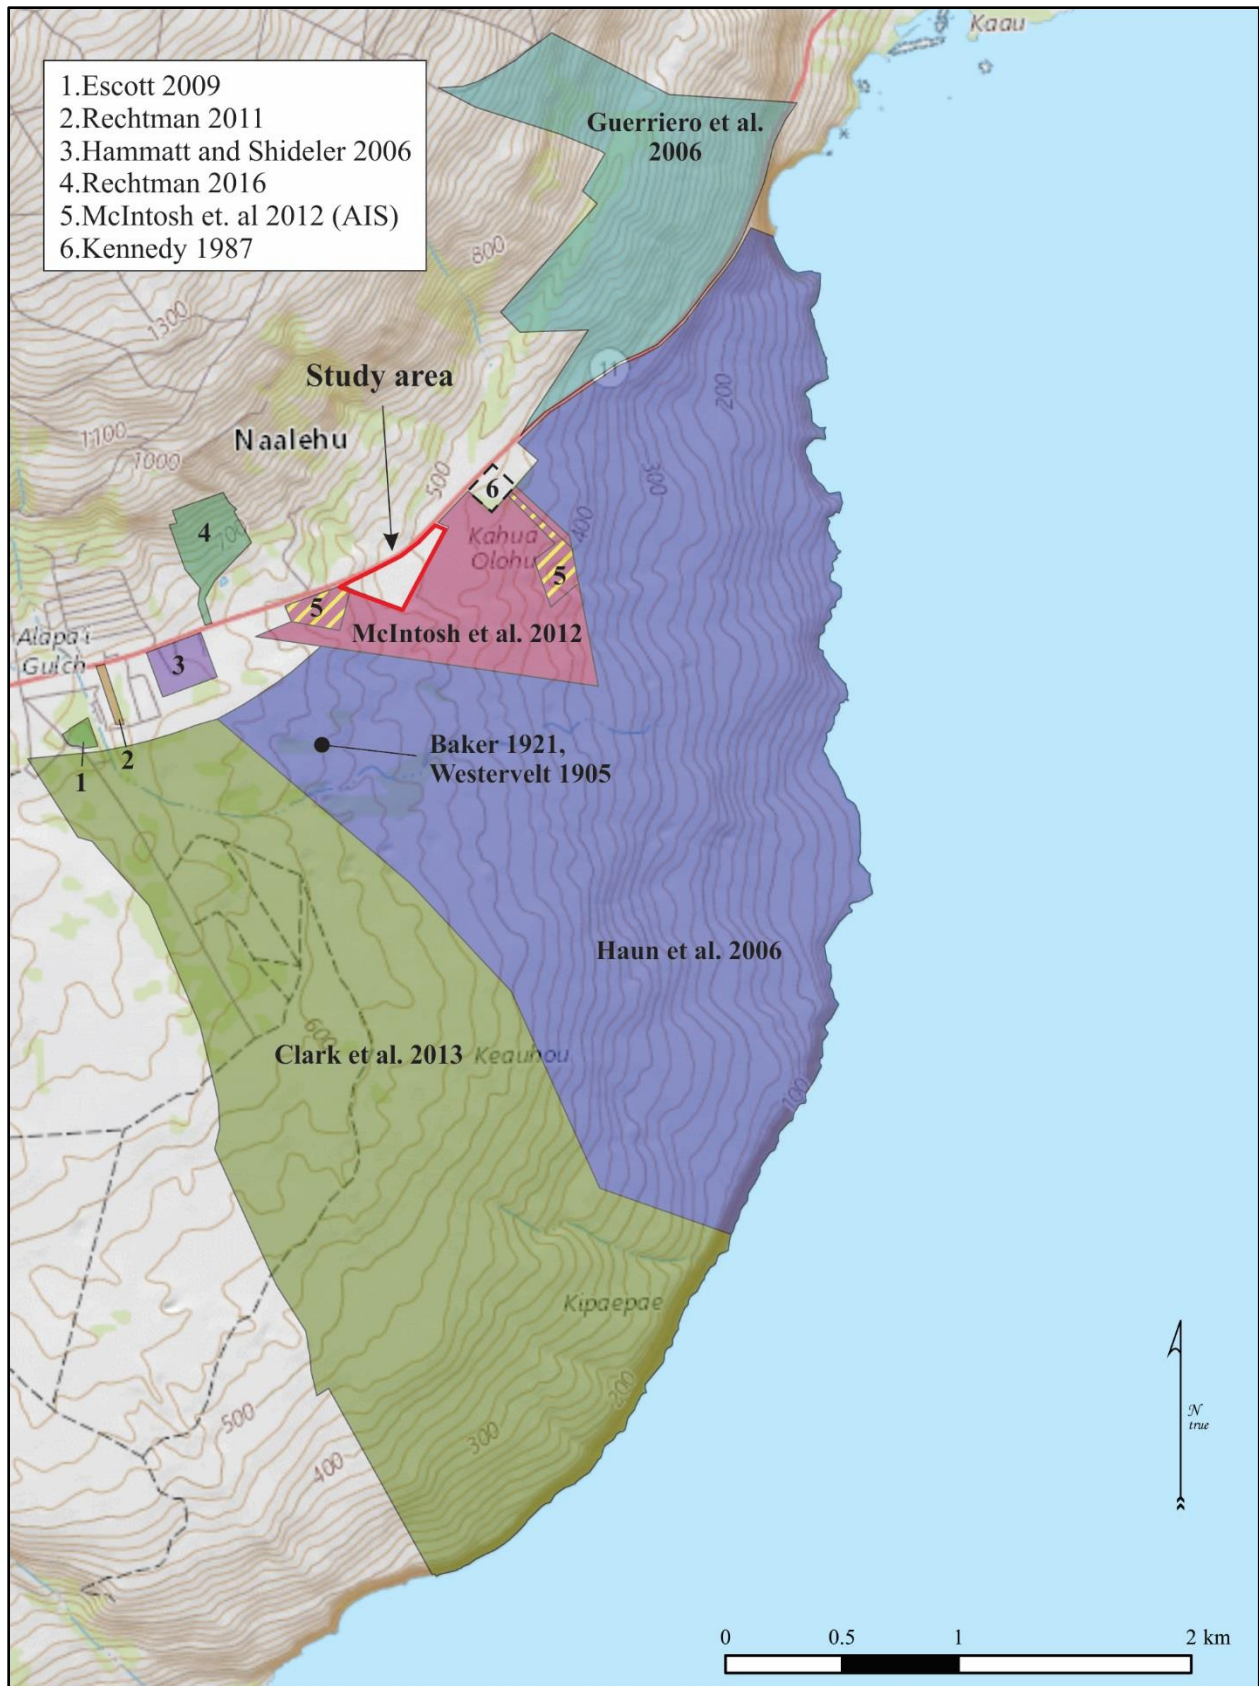 Kaau
1.Escott 2009
2.Rechtman 2011
3.Hammatt and Shideler 2006
4.Rechtman 2016
5.McIntosh et. al 2012 (AIS)
6.Kennedy 1987
Guerriero et al.
2006
800
1300
11
Study area
200
Naalehu
1100
1000
500
300
6
400
4
700
Kahua
Olohu
5
5
McIntosh et al. 2012
Alapa'i
Gulch
3
Baker 1921,
Westervelt 1905
2
1
Haun et al. 2006
600
Clark et al. 2013
Keauhou
100
Kipaepae
200
500
300
400
N
true
0
0.5
1
2 km